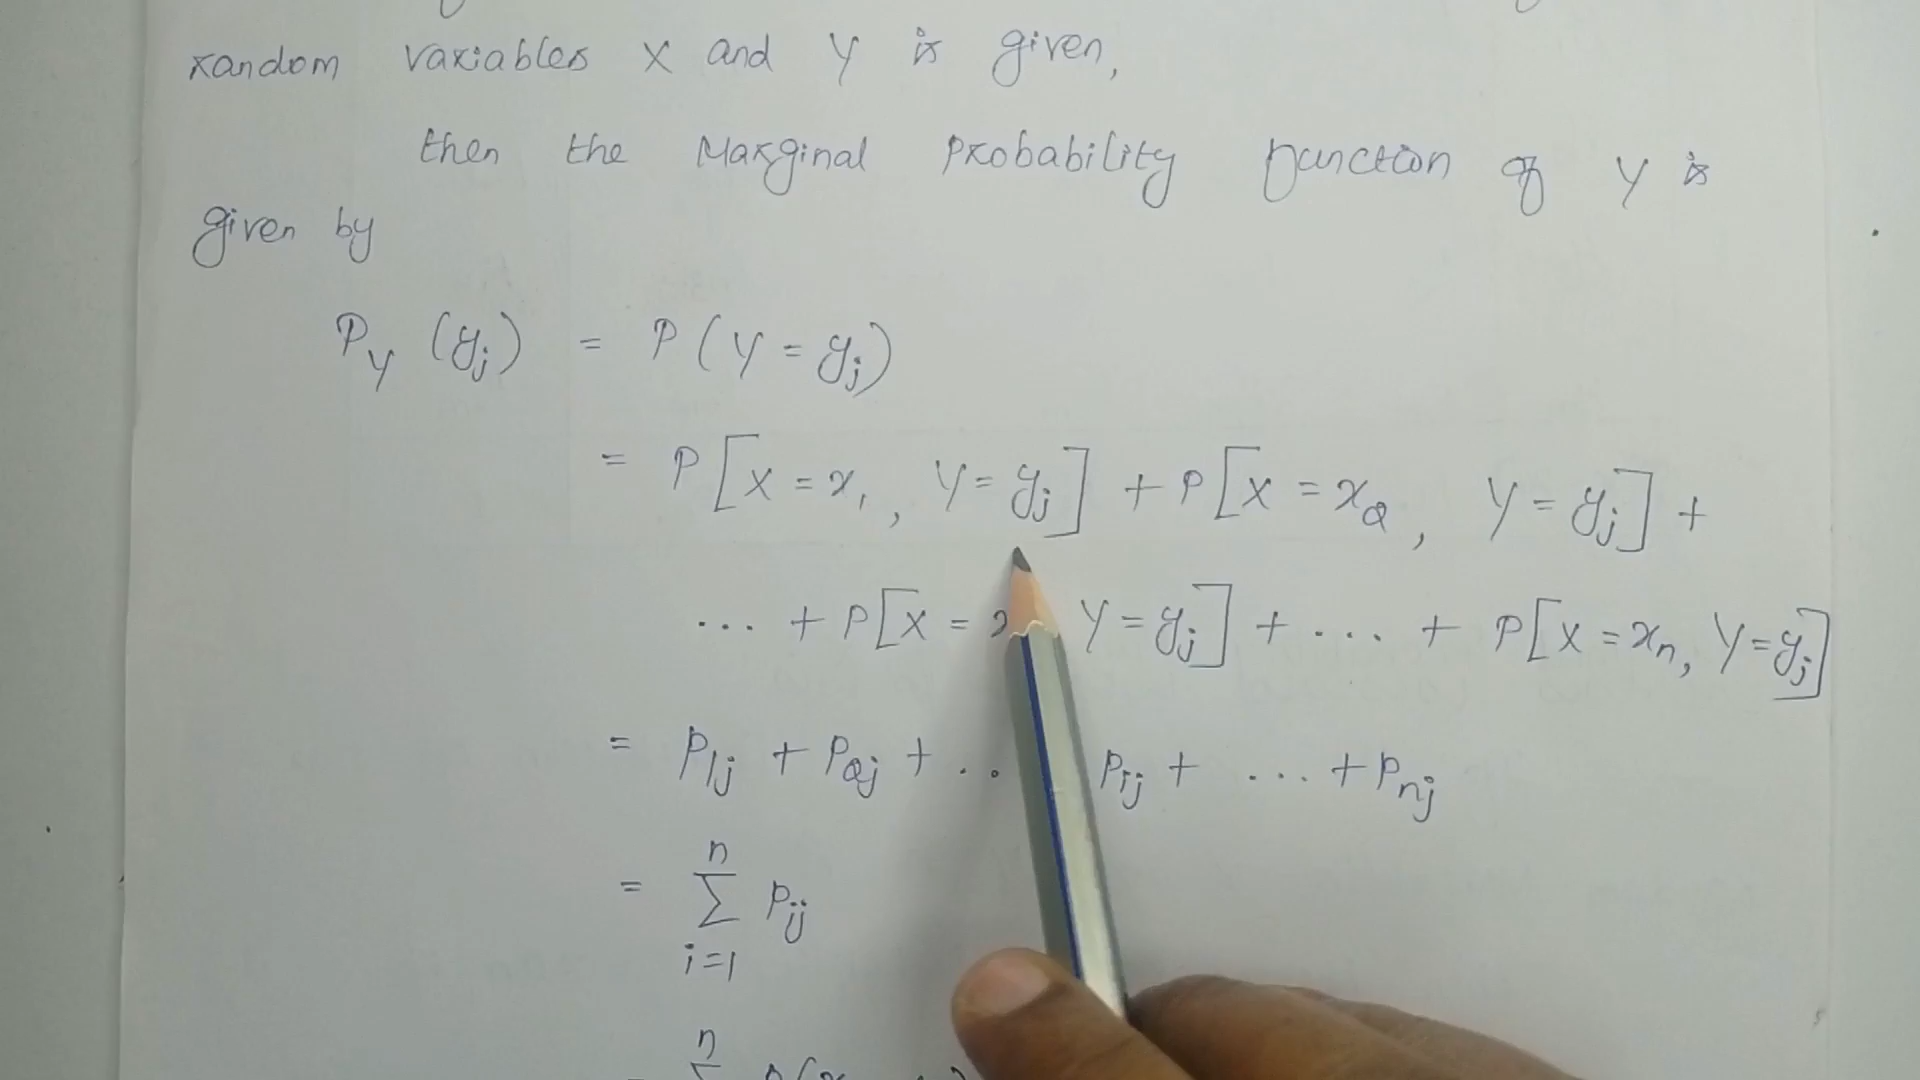 random variables X and Y is given,
then the Marginal Probability function of Y is
given by
P_Y (y_j) = P(Y = y_j)
= P[X = x_1, Y = y_j] + P[X = x_2, Y = y_j] +
... + P[X = Y = y_j] + ... + P[X = x_n, Y = y_j]
= P_1j + P_2j + .. P_ij + ... + P_nj
= n ∑ i=1 P_ij
n